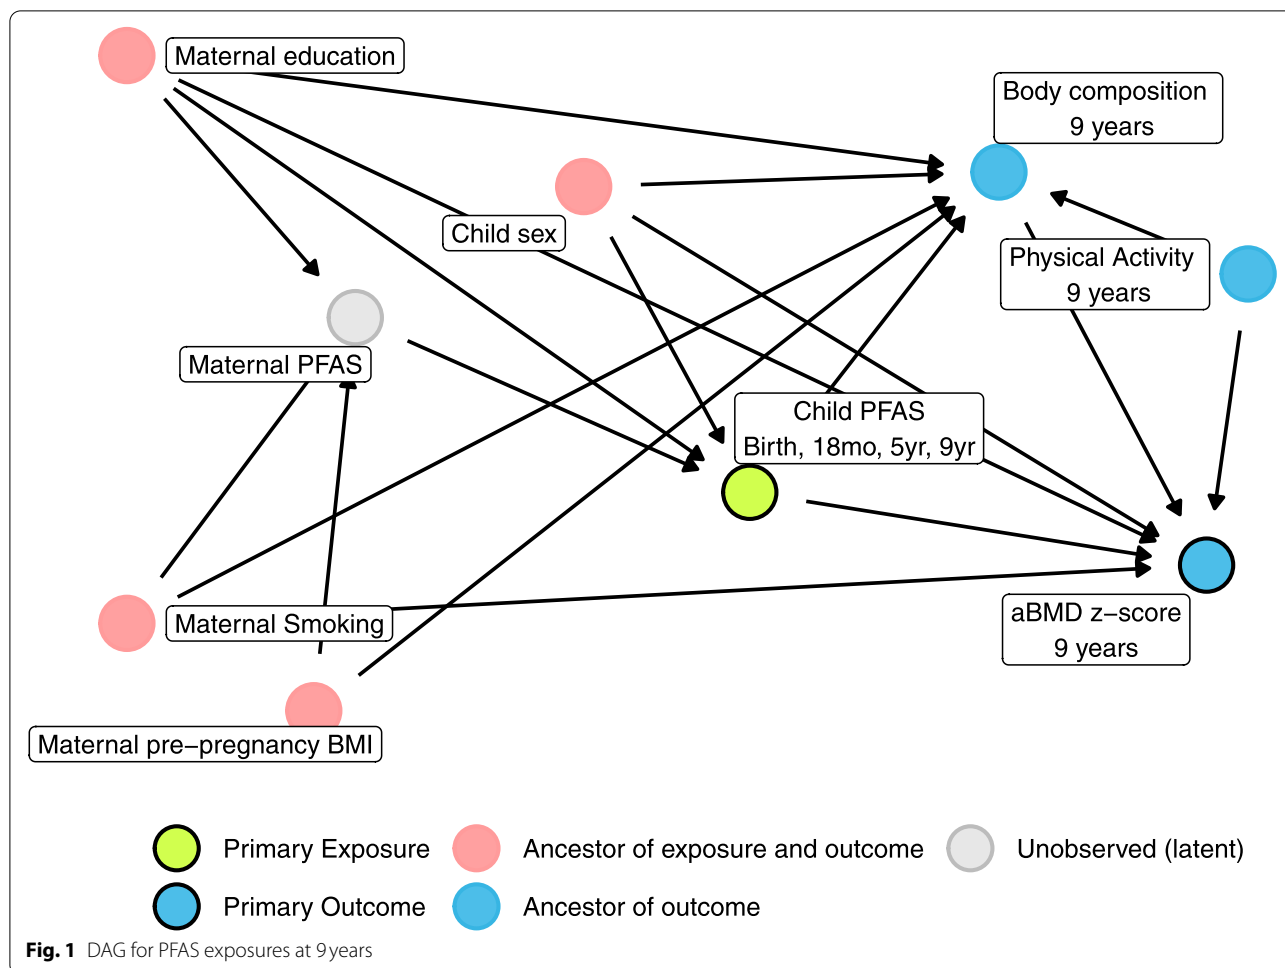 Maternal education
Body composition
9 years
Child sex
Physical Activity
9 years
Maternal PFAS
Child PFAS
Birth, 18mo, 5yr, 9yr
Maternal Smoking
aBMD z−score
9 years
Maternal pre−pregnancy BMI
Primary Exposure
Ancestor of exposure and outcome
Unobserved (latent)
Primary Outcome
Ancestor of outcome
Fig. 1 DAG for PFAS exposures at 9 years